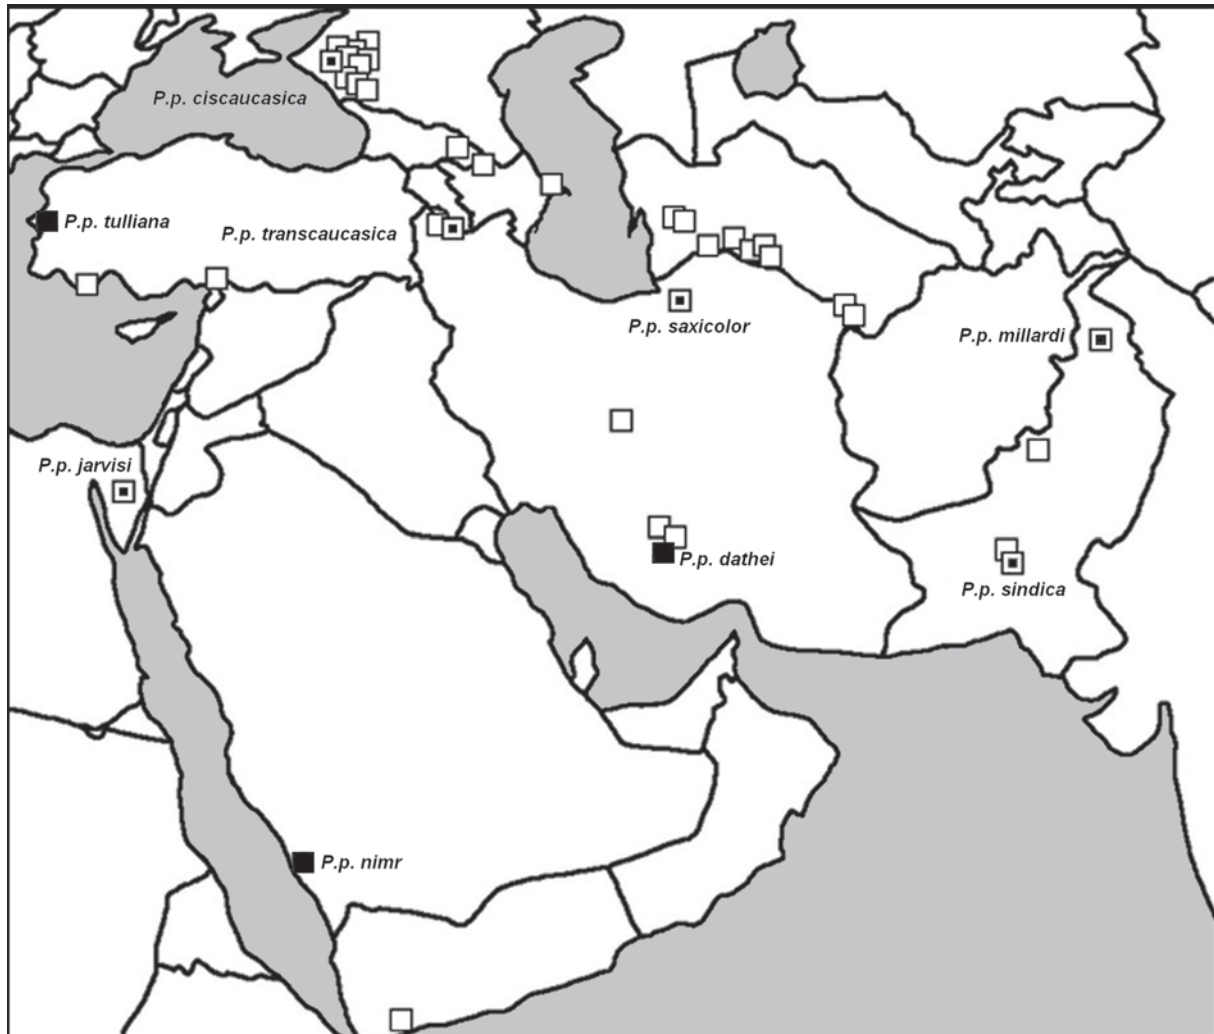 P.p. ciscaucasica
P.p. tulliana
P.p. transcaucasica
P.p. saxicolor
P.p. millardi
P.p. jarvisi
P.p. dathei
P.p. sindica
P.p. nimr